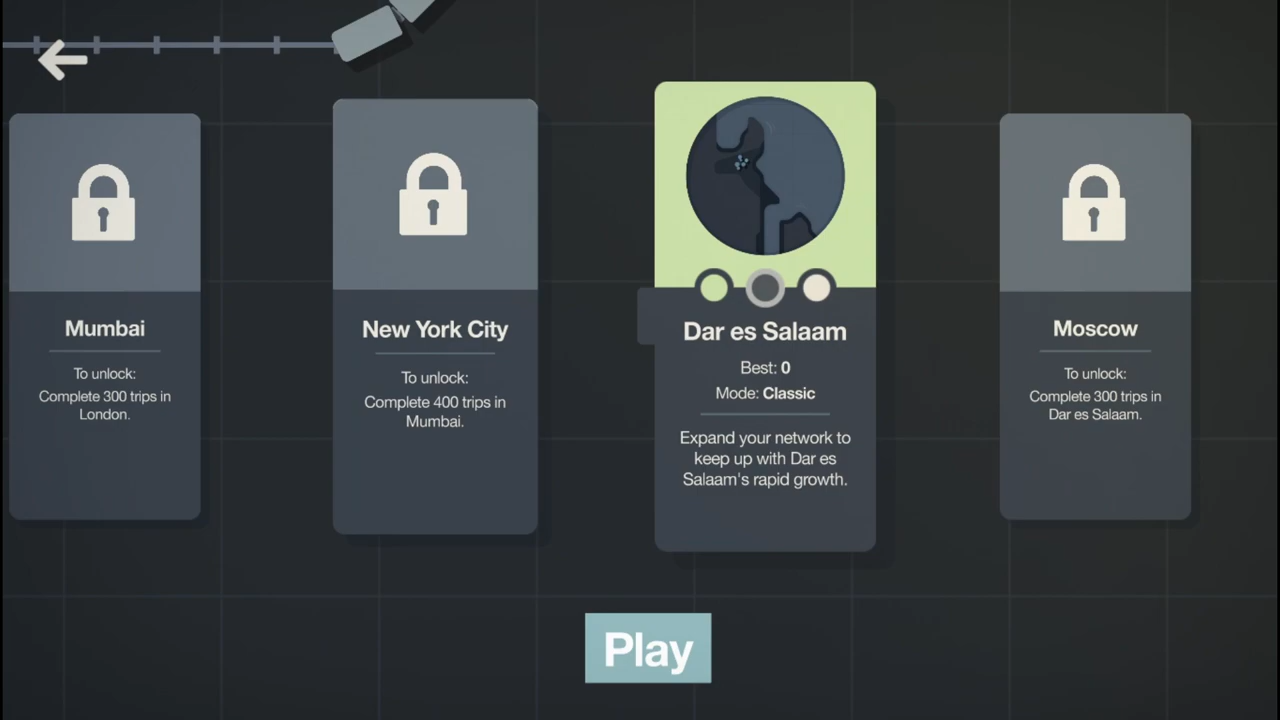 Mumbai
To unlock:
Complete 300 trips in
London.
New York City
To unlock:
Complete 400 trips in
Mumbai.
Dar es Salaam
Best: 0
Mode: Classic
Expand your network to
keep up with Dar es
Salaam's rapid growth.
Moscow
To unlock:
Complete 300 trips in
Dar es Salaam.
Play